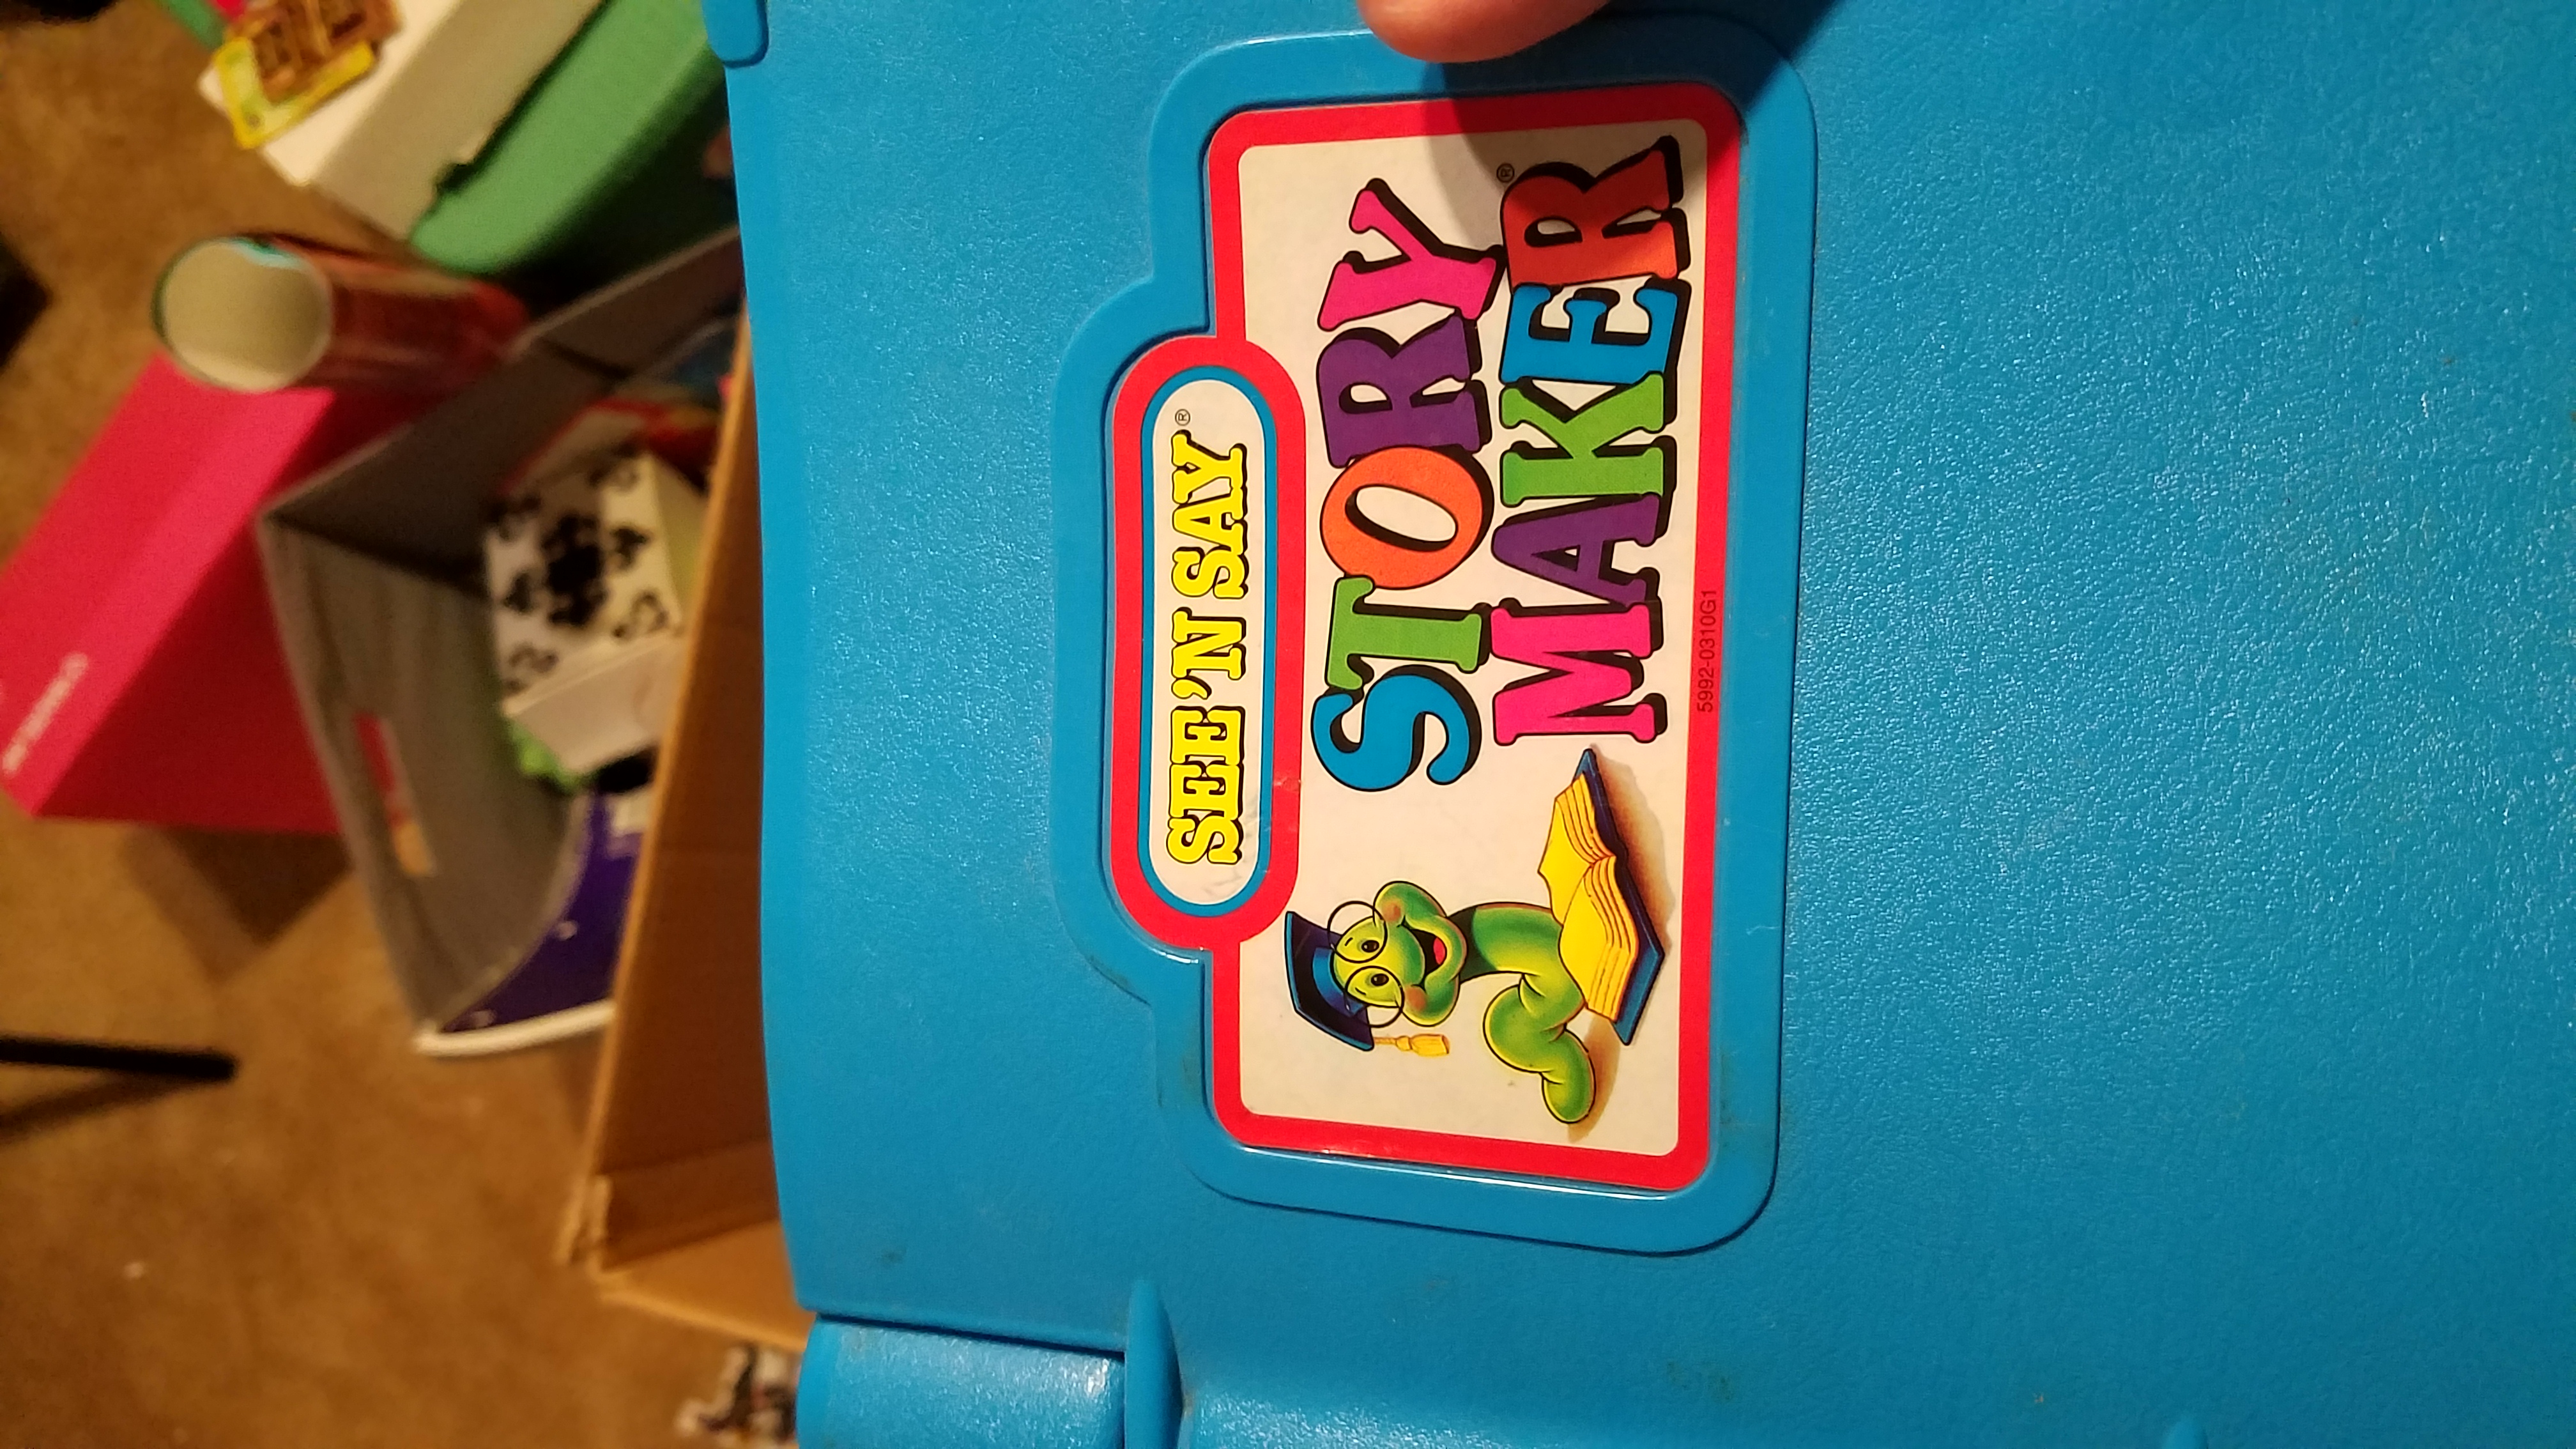 SEE 'N SAY®
STORY
MAKER®
5992-0310G1